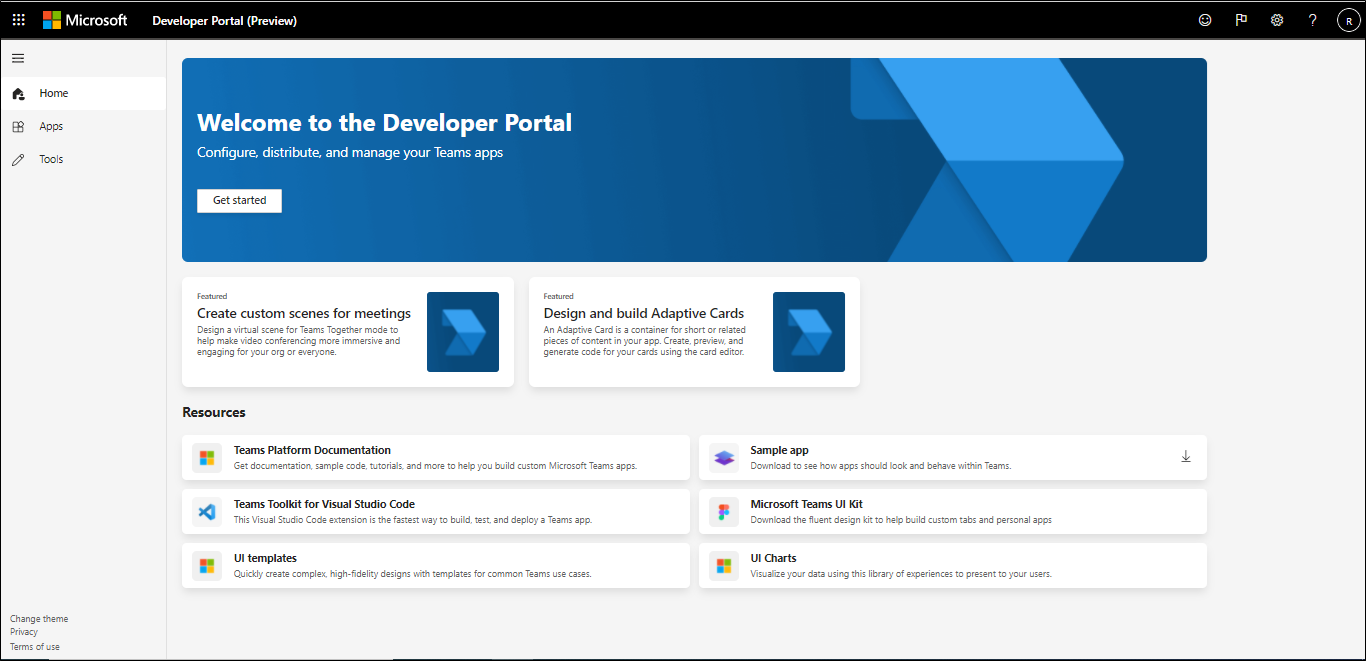 Microsoft Developer Portal (Preview) ? R
Home
Apps
Tools
Welcome to the Developer Portal
Configure, distribute, and manage your Teams apps
Get started
Featured
Create custom scenes for meetings
Design a virtual scene for Teams Together mode to
help make video conferencing more immersive and
engaging for your org or everyone.
Featured
Design and build Adaptive Cards
An Adaptive Card is a container for short or related
pieces of content in your app. Create, preview, and
generate code for your cards using the card editor.
Resources
Teams Platform Documentation
Get documentation, sample code, tutorials, and more to help you build custom Microsoft Teams apps.
Sample app
Download to see how apps should look and behave within Teams.
Teams Toolkit for Visual Studio Code
This Visual Studio Code extension is the fastest way to build, test, and deploy a Teams app.
Microsoft Teams UI Kit
Download the fluent design kit to help build custom tabs and personal apps
UI templates
Quickly create complex, high-fidelity designs with templates for common Teams use cases.
UI Charts
Visualize your data using this library of experiences to present to your users.
Change theme
Privacy
Terms of use